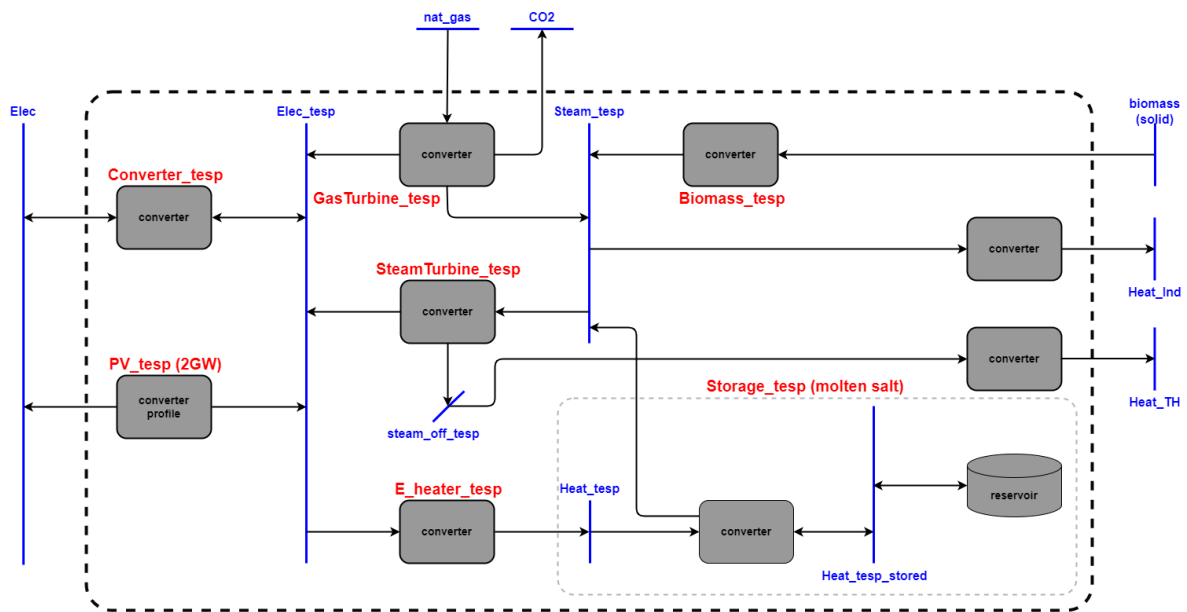 nat_gas
CO2
Elec
Elec_tesp
Steam_tesp
biomass
(solid)
converter
converter
Converter_tesp
GasTurbine_tesp
Biomass_tesp
converter
converter
SteamTurbine_tesp
Heat_Ind
converter
PV_tesp (2GW)
converter
Storage_tesp (molten salt)
converter
profile
Heat_TH
steam_off_tesp
E_heater_tesp
Heat_tesp
reservoir
converter
converter
Heat_tesp_stored